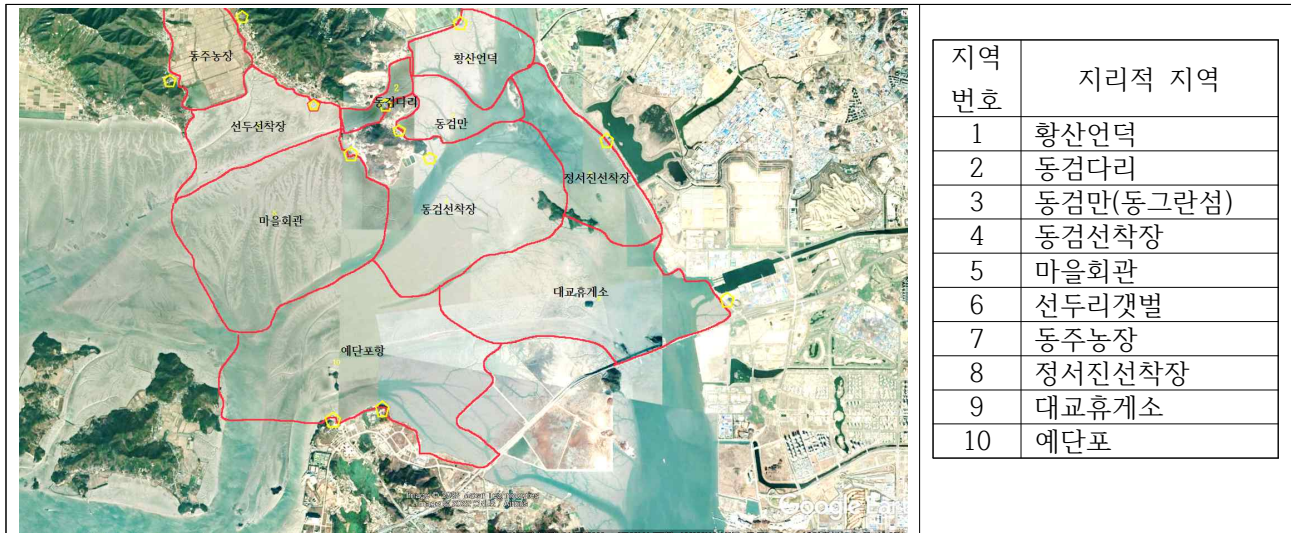 동주농장
황산언덕
2
동검다리
선두선착장
동검만
정서진선착장
마을회관
동검선착장
대교휴게소
예단포항
Google Earth
지역
번호
지리적 지역
1 황산언덕
2 동검다리
3 동검만(동그란섬)
4 동검선착장
5 마을회관
6 선두리갯벌
7 동주농장
8 정서진선착장
9 대교휴게소
10 예단포